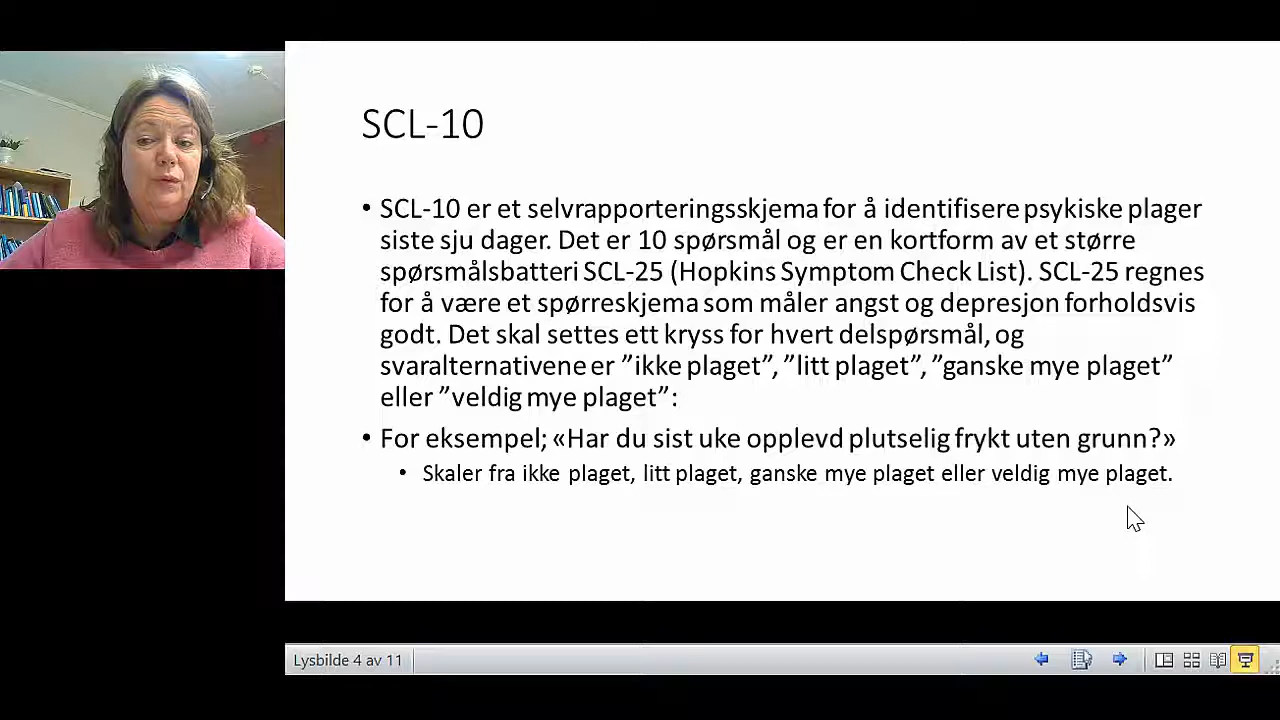 SCL-10
• SCL-10 er et selvrapporteringsskjema for å identifisere psykiske plager
siste sju dager. Det er 10 spørsmål og er en kortform av et større
spørsmålsbatteri SCL-25 (Hopkins Symptom Check List). SCL-25 regnes
for å være et spørreskjema som måler angst og depresjon forholdsvis
godt. Det skal settes ett kryss for hvert delspørsmål, og
svaralternativene er ”ikke plaget”, ”litt plaget”, ”ganske mye plaget”
eller ”veldig mye plaget”:
• For eksempel; «Har du sist uke opplevd plutselig frykt uten grunn?»
• Skaler fra ikke plaget, litt plaget, ganske mye plaget eller veldig mye plaget.
Lysbilde 4 av 11